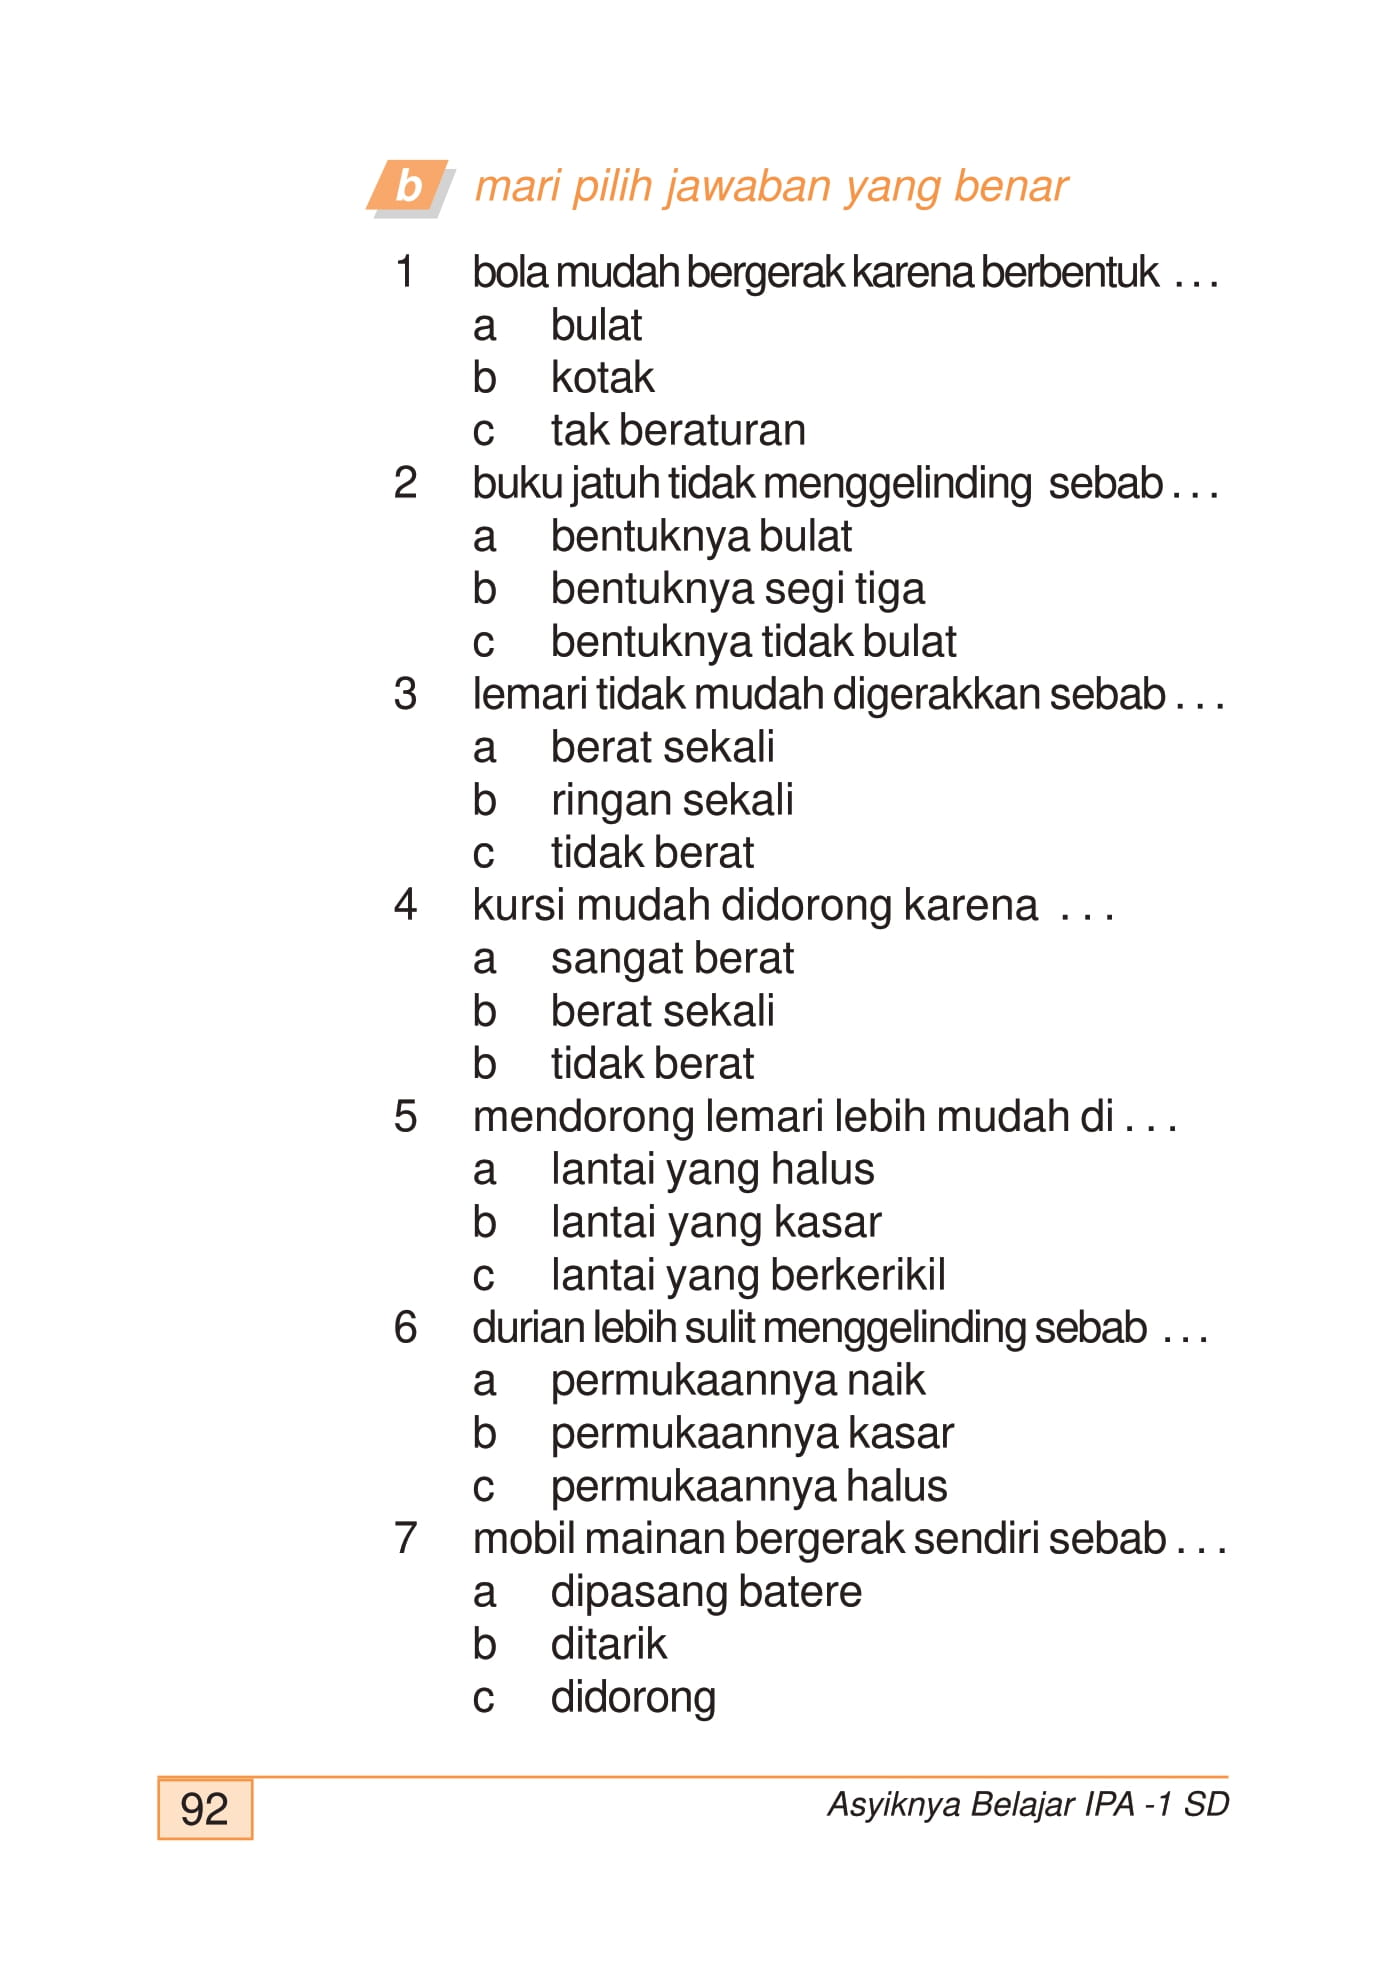 b mari pilih jawaban yang benar
1 bola mudah bergerak karena berbentuk . . .
a bulat
b kotak
c tak beraturan
2 buku jatuh tidak menggelinding sebab . . .
a bentuknya bulat
b bentuknya segi tiga
c bentuknya tidak bulat
3 lemari tidak mudah digerakkan sebab . . .
a berat sekali
b ringan sekali
c tidak berat
4 kursi mudah didorong karena . . .
a sangat berat
b berat sekali
b tidak berat
5 mendorong lemari lebih mudah di . . .
a lantai yang halus
b lantai yang kasar
c lantai yang berkerikil
6 durian lebih sulit menggelinding sebab . . .
a permukaannya naik
b permukaannya kasar
c permukaannya halus
7 mobil mainan bergerak sendiri sebab . . .
a dipasang batere
b ditarik
c didorong
92 Asyiknya Belajar IPA -1 SD